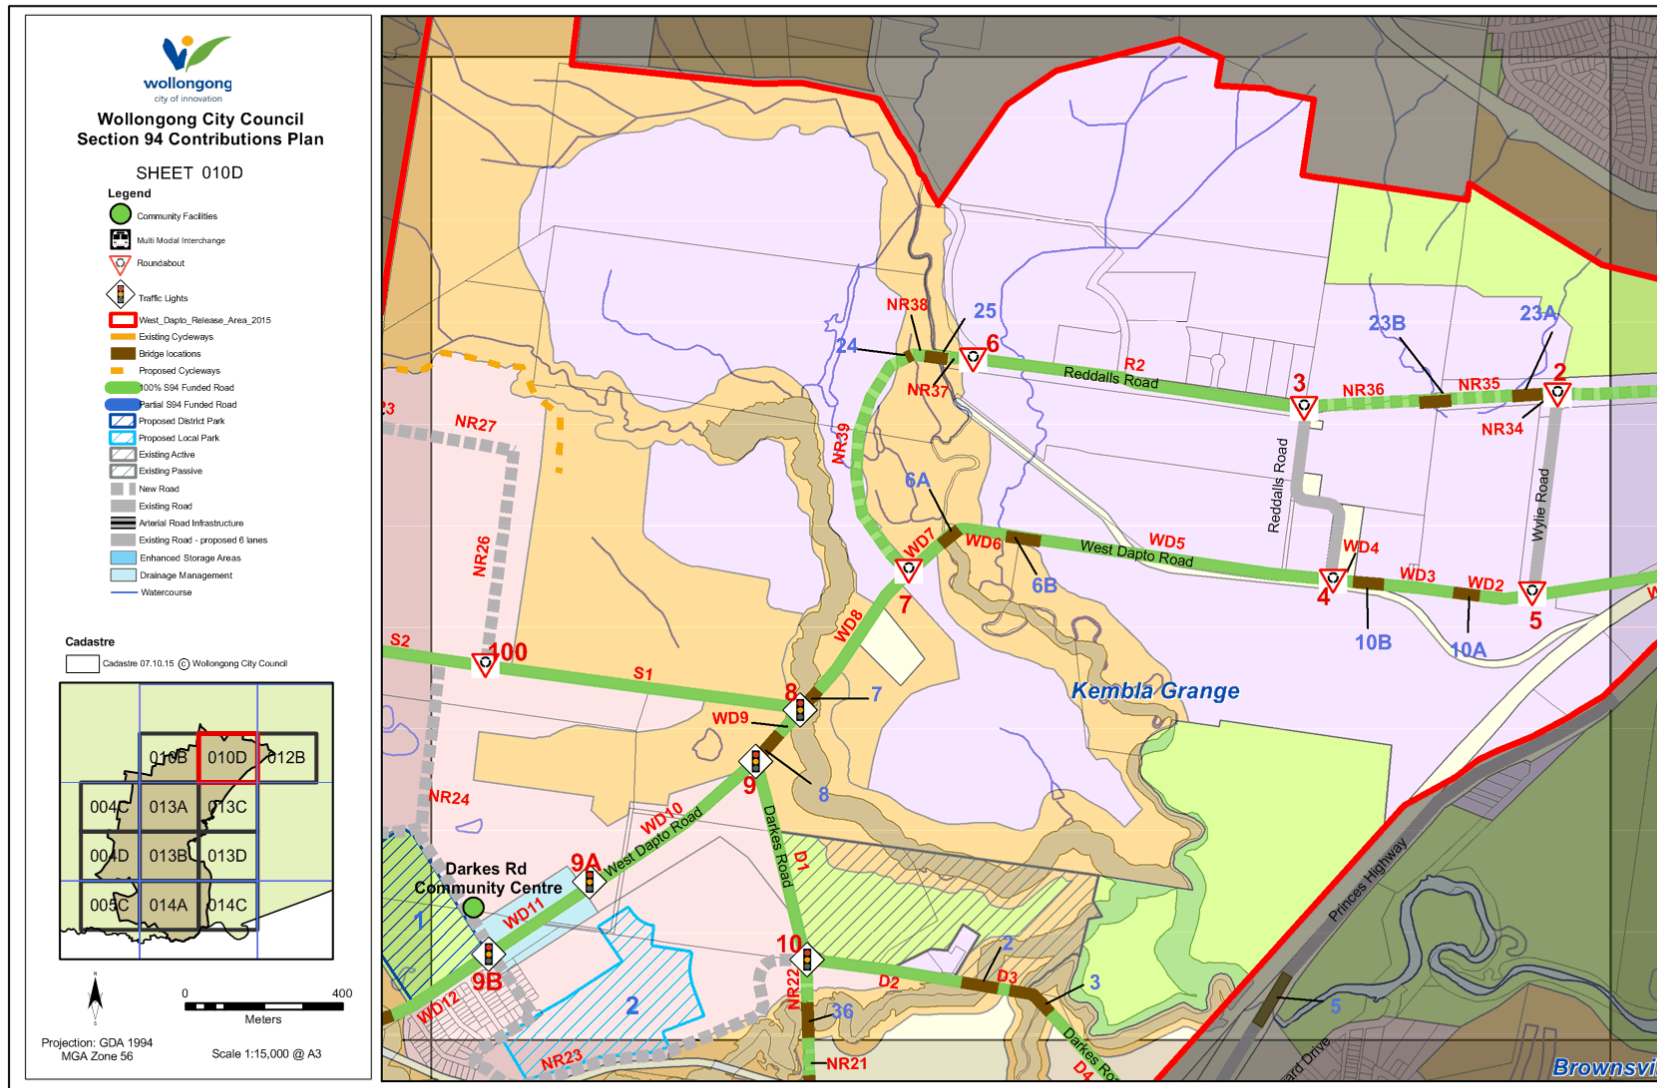 wollongong
city of innovation
Wollongong City Council
Section 94 Contributions Plan
SHEET 010D
Legend
Community Facilities
Multi Modal Interchange
Roundabout
Traffic Lights
West_Dapto_Release_Area_2015
Existing Cycleways
Bridge locations
Proposed Cycleways
100% S94 Funded Road
Partial S94 Funded Road
Proposed District Park
Proposed Local Park
Existing Active
Existing Passive
New Road
Existing Road
Arterial Road Infrastructure
Existing Road - proposed 6 lanes
Enhanced Storage Areas
Drainage Management
Watercourse
Cadastre
Cadastre 07.10.15 © Wollongong City Council
010B 010D 012B
004C 013A 013C
004D 013B 013D
005C 014A 014C
0 400
Meters
Projection: GDA 1994
MGA Zone 56
Scale 1:15,000 @ A3
NR38
25
6
24
NR37
R2
Reddalls Road
3
23B
23A
NR36
NR35
2
NR34
NR27
NR39
6A
Reddalls Road
Wylie Road
NR26
WD7
WD6
WD5
West Dapto Road
WD4
WD3
WD2
6B
7
4
5
10B
10A
S2
100
S1
WD8
8
7
WD9
Kembla Grange
9
8
NR24
WD10
West Dapto Road
Darkes Road
D1
Princes Highway
Darkes Rd
Community Centre
9A
1
WD11
9B
WD12
10
2
D2
D3
3
2
NR22
36
5
NR23
NR21
D4